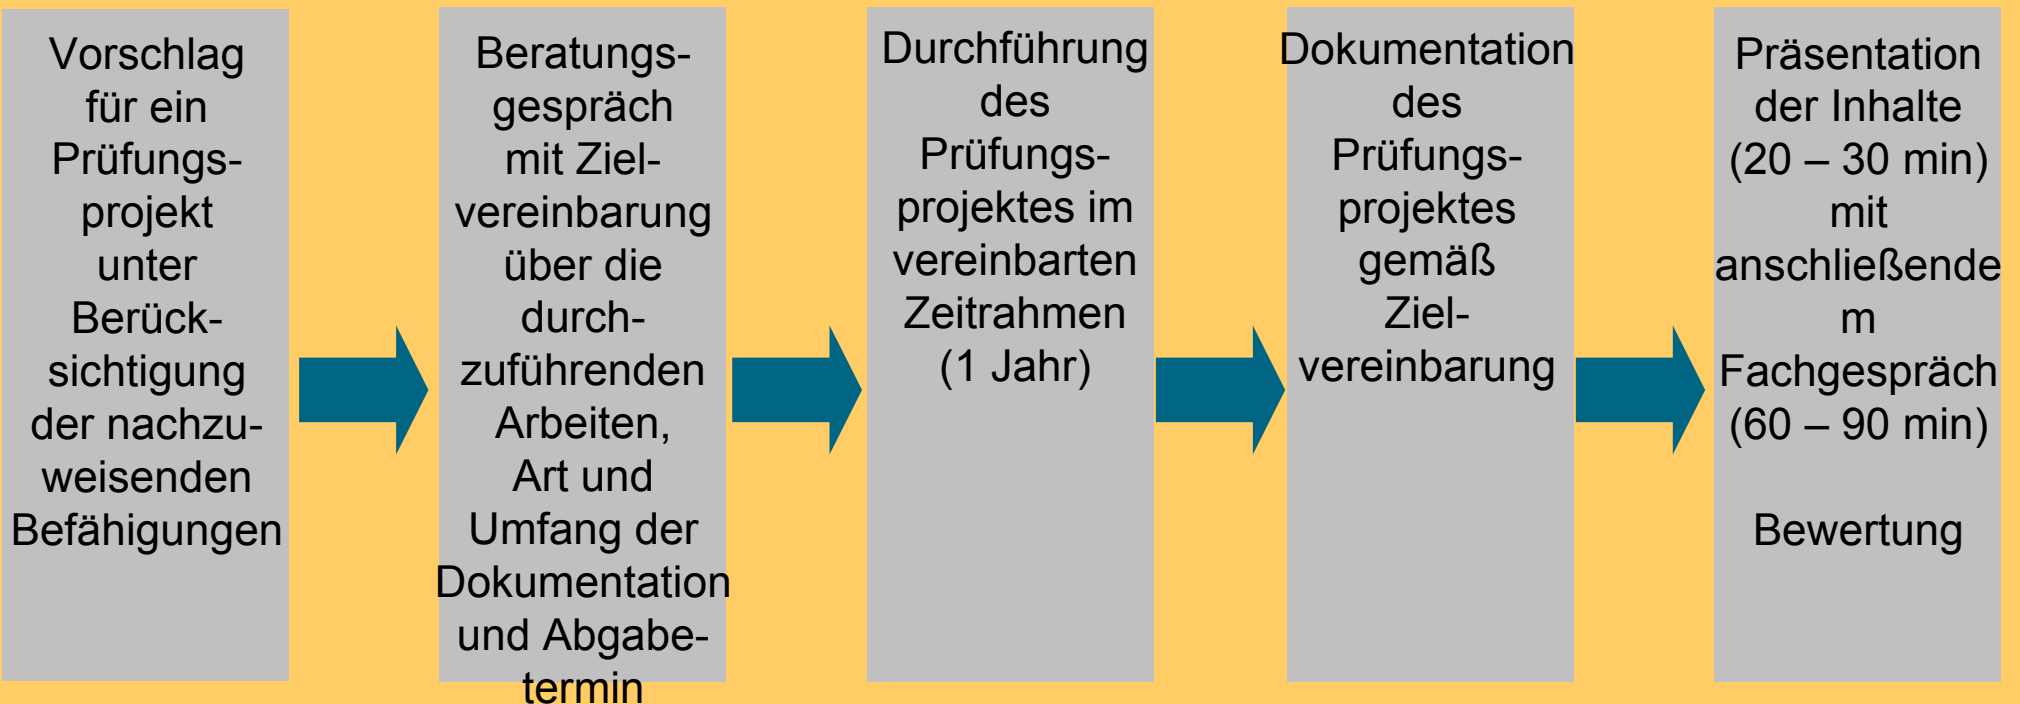 Vorschlag
für ein
Prüfungs-
projekt
unter
Berück-
sichtigung
der nachzu-
weisenden
Befähigungen
Beratungs-
gespräch
mit Ziel-
vereinbarung
über die
durch-
zuführenden
Arbeiten,
Art und
Umfang der
Dokumentation
und Abgabe-
termin
Durchführung
des
Prüfungs-
projektes im
vereinbarten
Zeitrahmen
(1 Jahr)
Dokumentation
des
Prüfungs-
projektes
gemäß
Ziel-
vereinbarung
Präsentation
der Inhalte
(20 – 30 min)
mit
anschließende
m
Fachgespräch
(60 – 90 min)
Bewertung